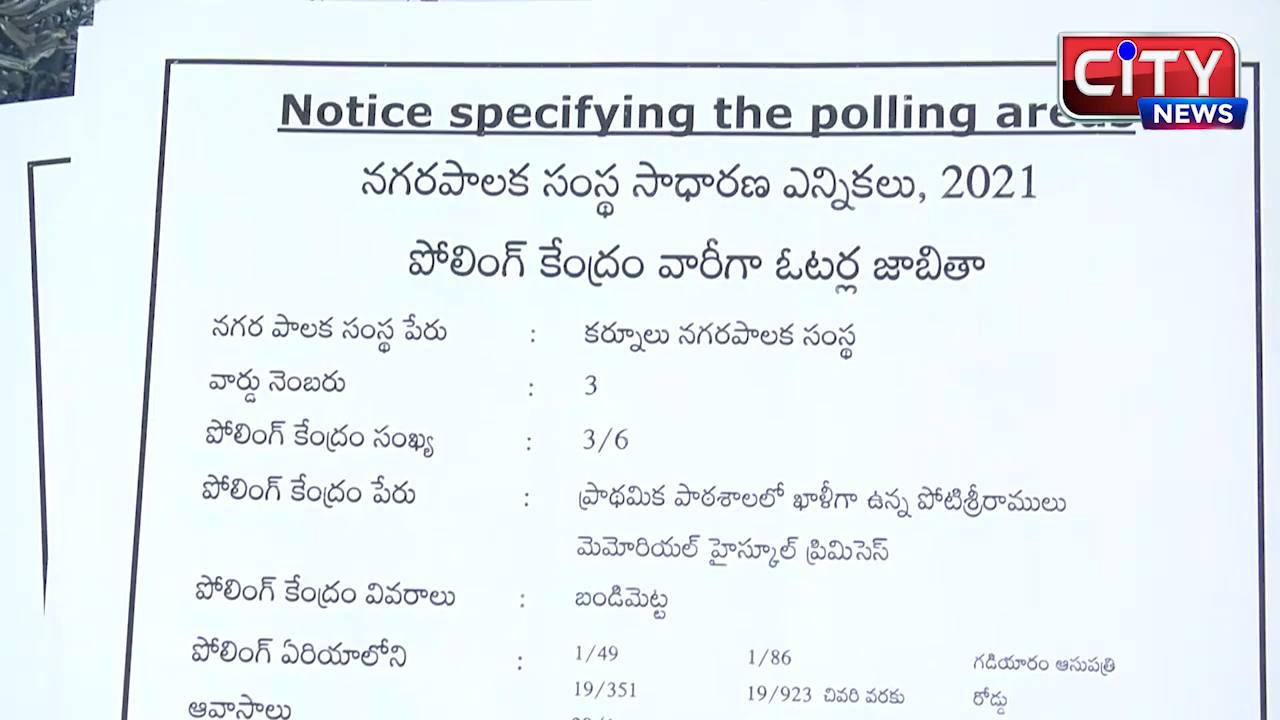 CiTY
NEWS
Notice specifying the polling areas
నగరపాలక సంస్థ సాధారణ ఎన్నికలు, 2021
పోలింగ్ కేంద్రం వారీగా ఓటర్ల జాబితా
నగర పాలక సంస్థ పేరు : కర్నూలు నగరపాలక సంస్థ
వార్డు నెంబరు : 3
పోలింగ్ కేంద్రం సంఖ్య : 3/6
పోలింగ్ కేంద్రం పేరు : ప్రాథమిక పాఠశాలలో ఖాళీగా ఉన్న పోటిశ్రీరాములు
మెమోరియల్ హైస్కూల్ ప్రిమిసెస్
పోలింగ్ కేంద్రం వివరాలు : బండిమెట్ట
పోలింగ్ ఏరియాలోని : 1/49 1/86 గడియారం ఆసుపత్రి
19/351 19/923 చివరి వరకు రోడ్డు
ఆవాసాలు